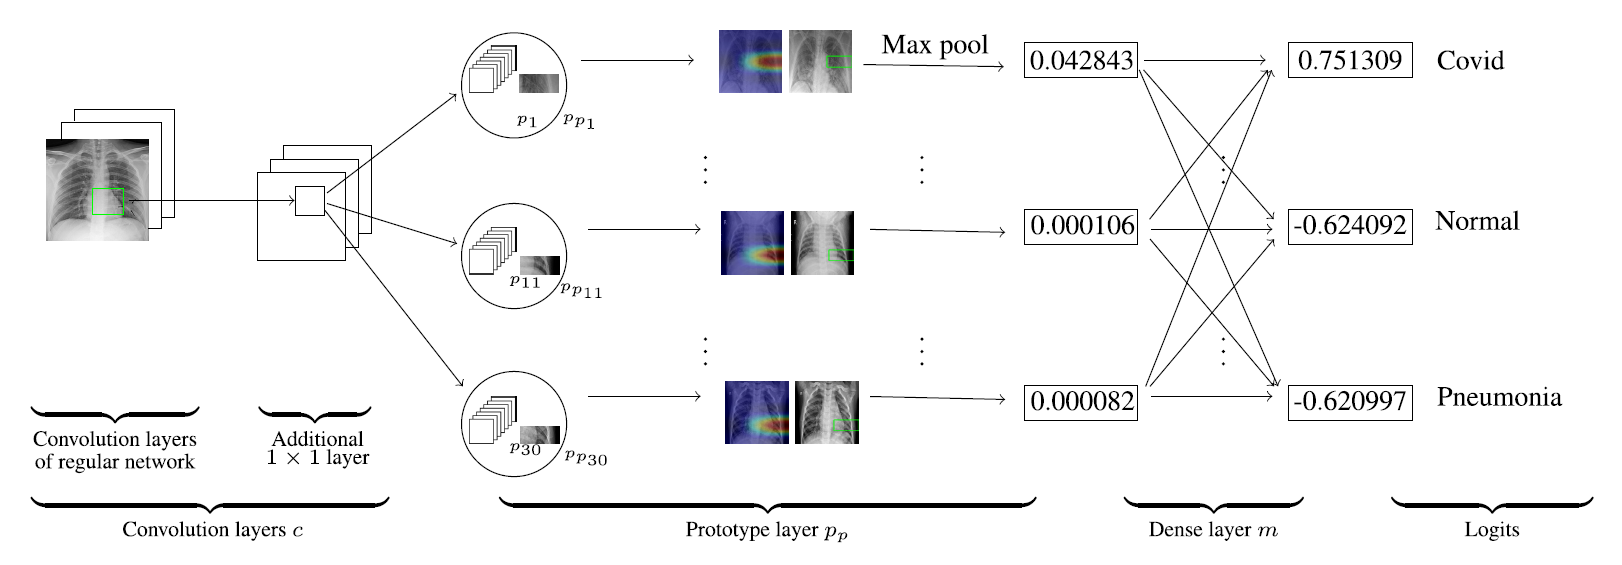 Max pool
0.042843
0.751309
Covid
p1
pp1
0.000106
-0.624092
Normal
p11
pp11
0.000082
-0.620997
Pneumonia
p30
pp30
Convolution layers
of regular network
Additional
1 × 1 layer
Convolution layers c
Prototype layer pp
Dense layer m
Logits